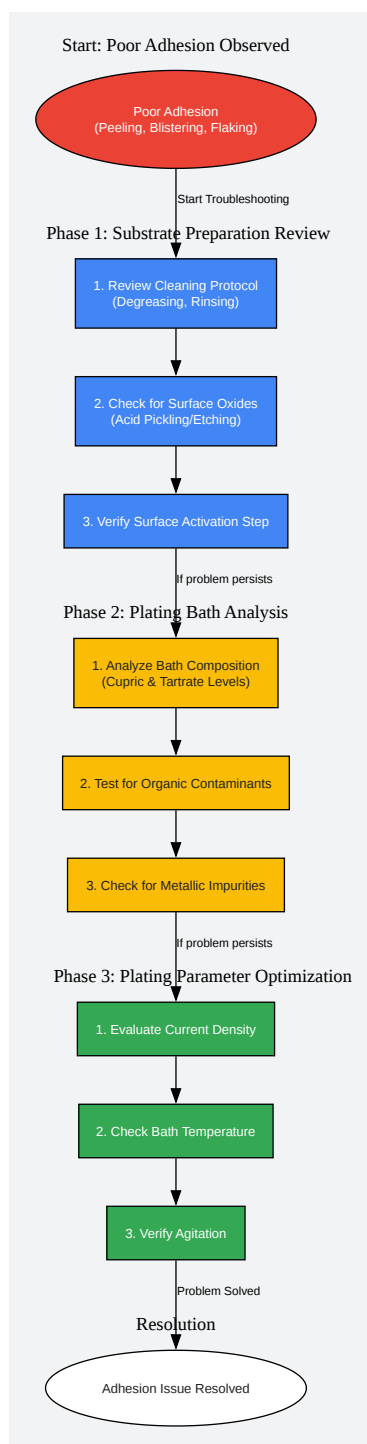 Start: Poor Adhesion Observed
Poor Adhesion
(Peeling, Blistering, Flaking)
Start Troubleshooting
Phase 1: Substrate Preparation Review
1. Review Cleaning Protocol
(Degreasing, Rinsing)
2. Check for Surface Oxides
(Acid Pickling/Etching)
3. Verify Surface Activation Step
If problem persists
Phase 2: Plating Bath Analysis
1. Analyze Bath Composition
(Cupric & Tartrate Levels)
2. Test for Organic Contaminants
3. Check for Metallic Impurities
If problem persists
Phase 3: Plating Parameter Optimization
1. Evaluate Current Density
2. Check Bath Temperature
3. Verify Agitation
Problem Solved
Resolution
Adhesion Issue Resolved